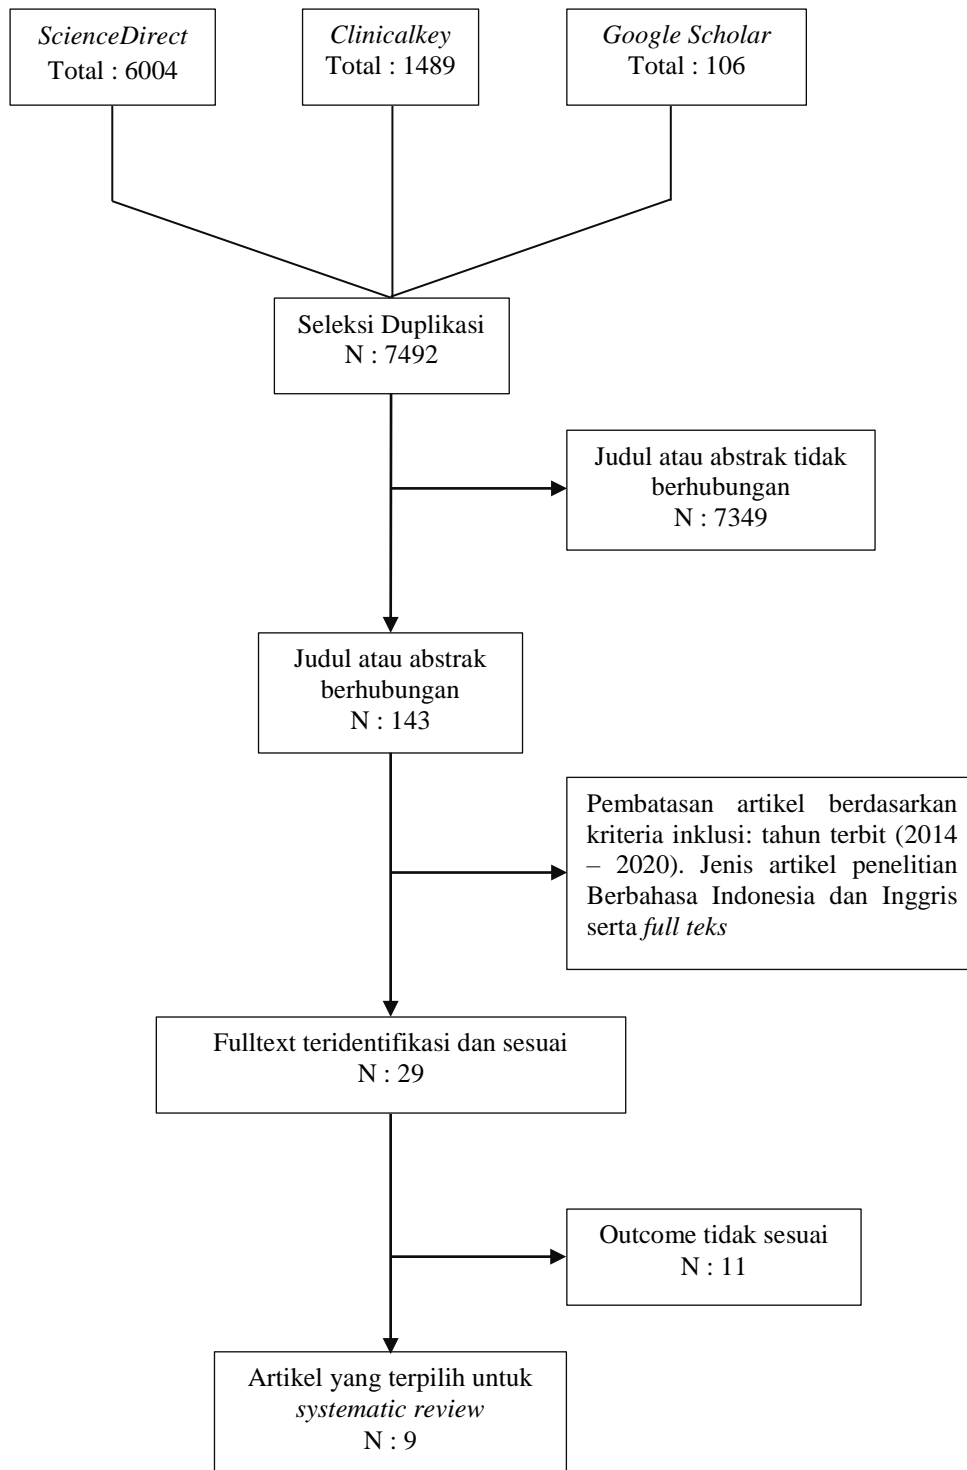 ScienceDirect
Total : 6004
Clinicalkey
Total : 1489
Google Scholar
Total : 106
Seleksi Duplikasi
N : 7492
Judul atau abstrak tidak
berhubungan
N : 7349
Judul atau abstrak
berhubungan
N : 143
Pembatasan artikel berdasarkan
kriteria inklusi: tahun terbit (2014
– 2020). Jenis artikel penelitian
Berbahasa Indonesia dan Inggris
serta full teks
Fulltext teridentifikasi dan sesuai
N : 29
Outcome tidak sesuai
N : 11
Artikel yang terpilih untuk
systematic review
N : 9